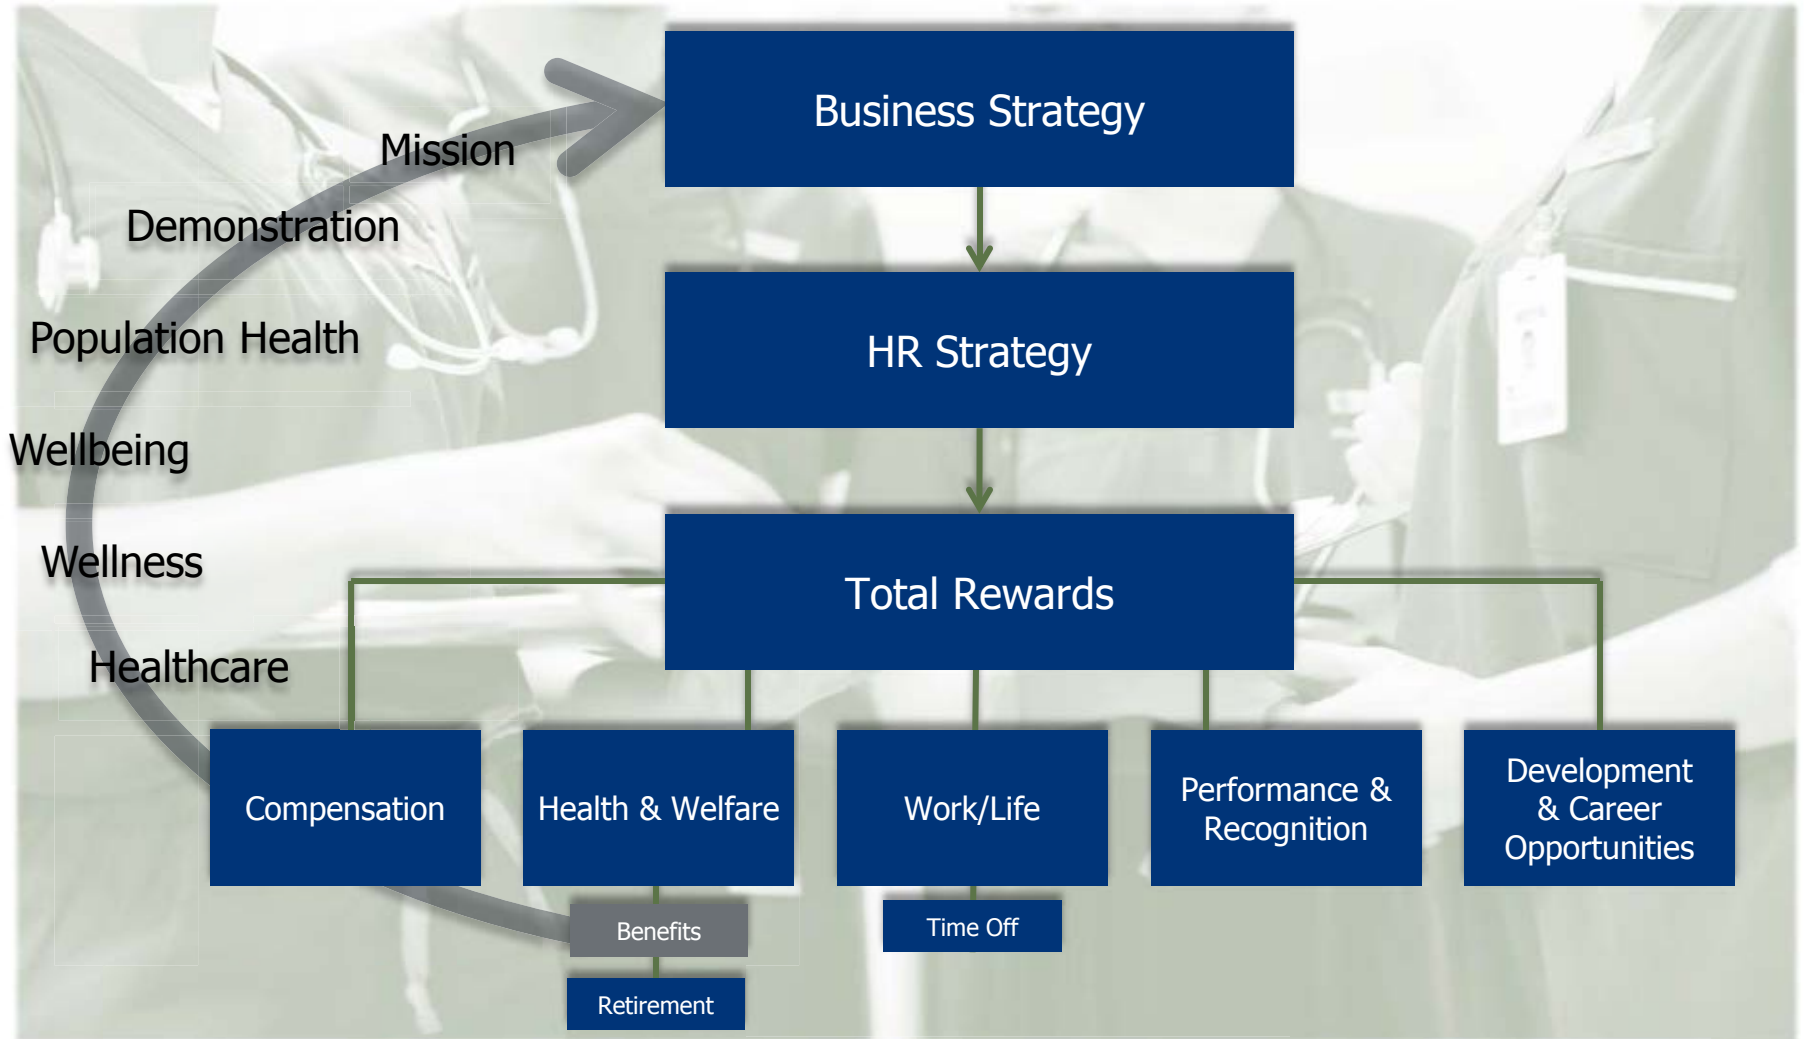 Business Strategy
Mission
Demonstration
Population Health
HR Strategy
Wellbeing
Wellness
Total Rewards
Healthcare
Compensation
Health & Welfare
Work/Life
Performance &
Recognition
Development
& Career
Opportunities
Benefits
Time Off
Retirement